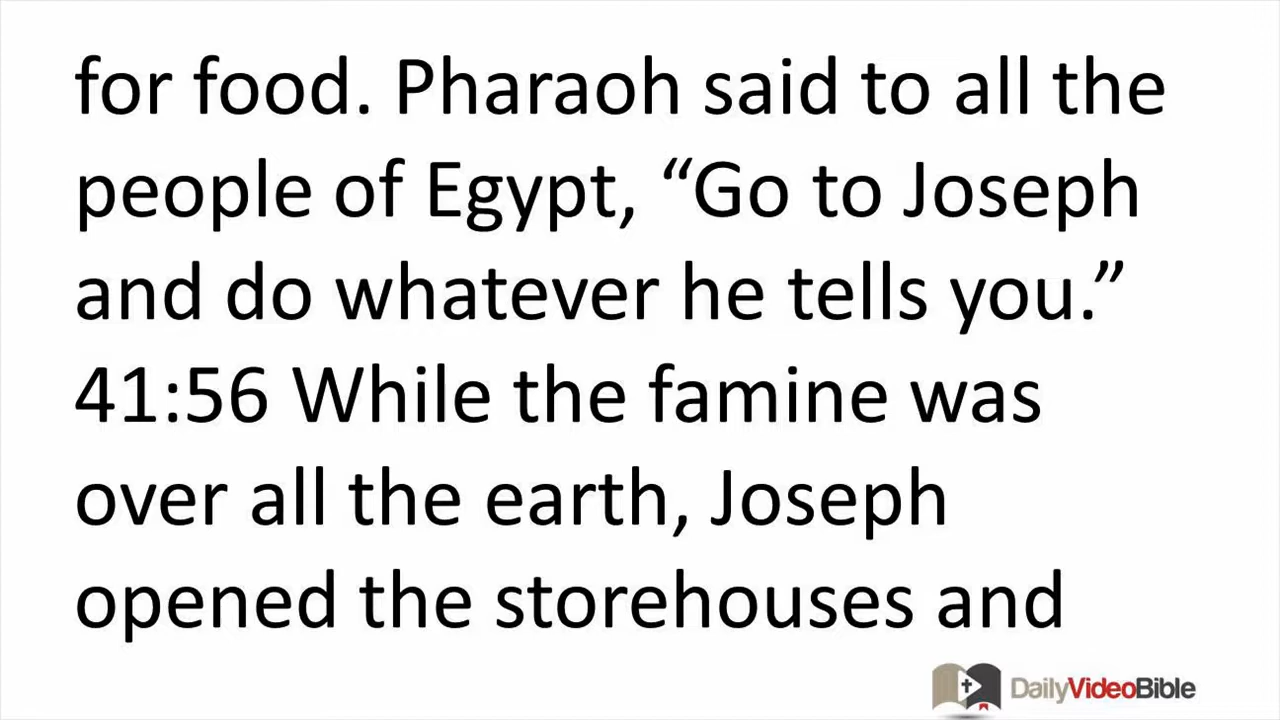 for food. Pharaoh said to all the
people of Egypt, “Go to Joseph
and do whatever he tells you.”
41:56 While the famine was
over all the earth, Joseph
opened the storehouses and
DailyVideoBible